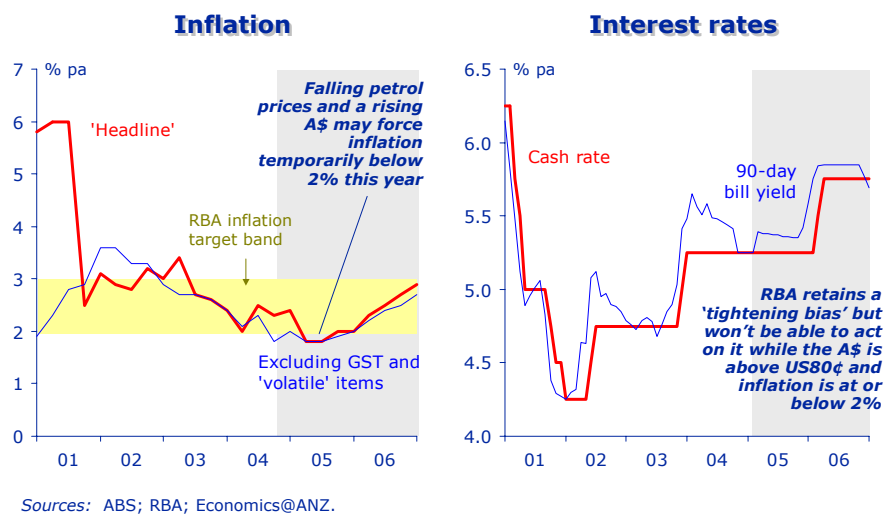 Inflation
7
% pa
6
5
4
3
2
1
0
'Headline'
Falling petrol
prices and a rising
A$ may force
inflation
temporarily below
2% this year
RBA inflation
target band
Excluding GST and
'volatile' items
01 02 03 04 05 06
Interest rates
6.5
% pa
6.0
5.5
5.0
4.5
4.0
Cash rate
90-day
bill yield
RBA retains a
‘tightening bias’ but
won’t be able to act
on it while the A$ is
above US80¢ and
inflation is at or
below 2%
01 02 03 04 05 06
Sources: ABS; RBA; Economics@ANZ.